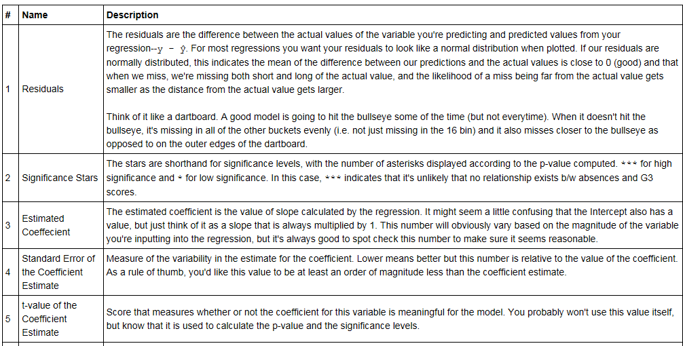 # Name Description
The residuals are the difference between the actual values of the variable you're predicting and predicted values from your
regression--y - ŷ. For most regressions you want your residuals to look like a normal distribution when plotted. If our residuals are
normally distributed, this indicates the mean of the difference between our predictions and the actual values is close to 0 (good) and that
when we miss, we're missing both short and long of the actual value, and the likelihood of a miss being far from the actual value gets
1 Residuals smaller as the distance from the actual value gets larger.
Think of it like a dartboard. A good model is going to hit the bullseye some of the time (but not everytime). When it doesn't hit the
bullseye, it's missing in all of the other buckets evenly (i.e. not just missing in the 16 bin) and it also misses closer to the bullseye as
opposed to on the outer edges of the dartboard.
The stars are shorthand for significance levels, with the number of asterisks displayed according to the p-value computed. *** for high
2 Significance Stars significance and * for low significance. In this case, *** indicates that it's unlikely that no relationship exists b/w absences and G3
scores.
The estimated coefficient is the value of slope calculated by the regression. It might seem a little confusing that the Intercept also has a
3 Estimated Coeffecient value, but just think of it as a slope that is always multiplied by 1. This number will obviously vary based on the magnitude of the variable
you're inputting into the regression, but it's always good to spot check this number to make sure it seems reasonable.
4 Standard Error of the Coefficient Estimate
Measure of the variability in the estimate for the coefficient. Lower means better but this number is relative to the value of the coefficient.
As a rule of thumb, you'd like this value to be at least an order of magnitude less than the coefficient estimate.
5 t-value of the Coefficient Estimate
Score that measures whether or not the coefficient for this variable is meaningful for the model. You probably won't use this value itself,
but know that it is used to calculate the p-value and the significance levels.